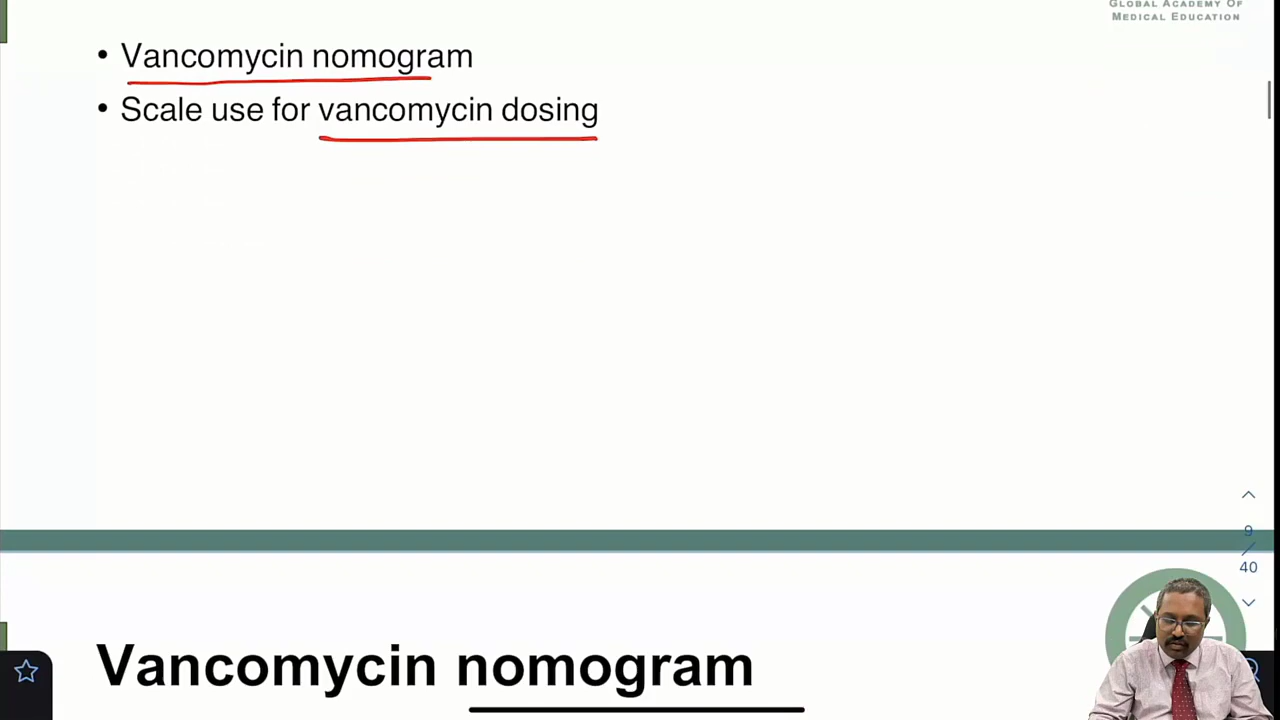 GLOBAL ACADEMY OF
MEDICAL EDUCATION
• Vancomycin nomogram
• Scale use for vancomycin dosing
9
/
40
Vancomycin nomogram